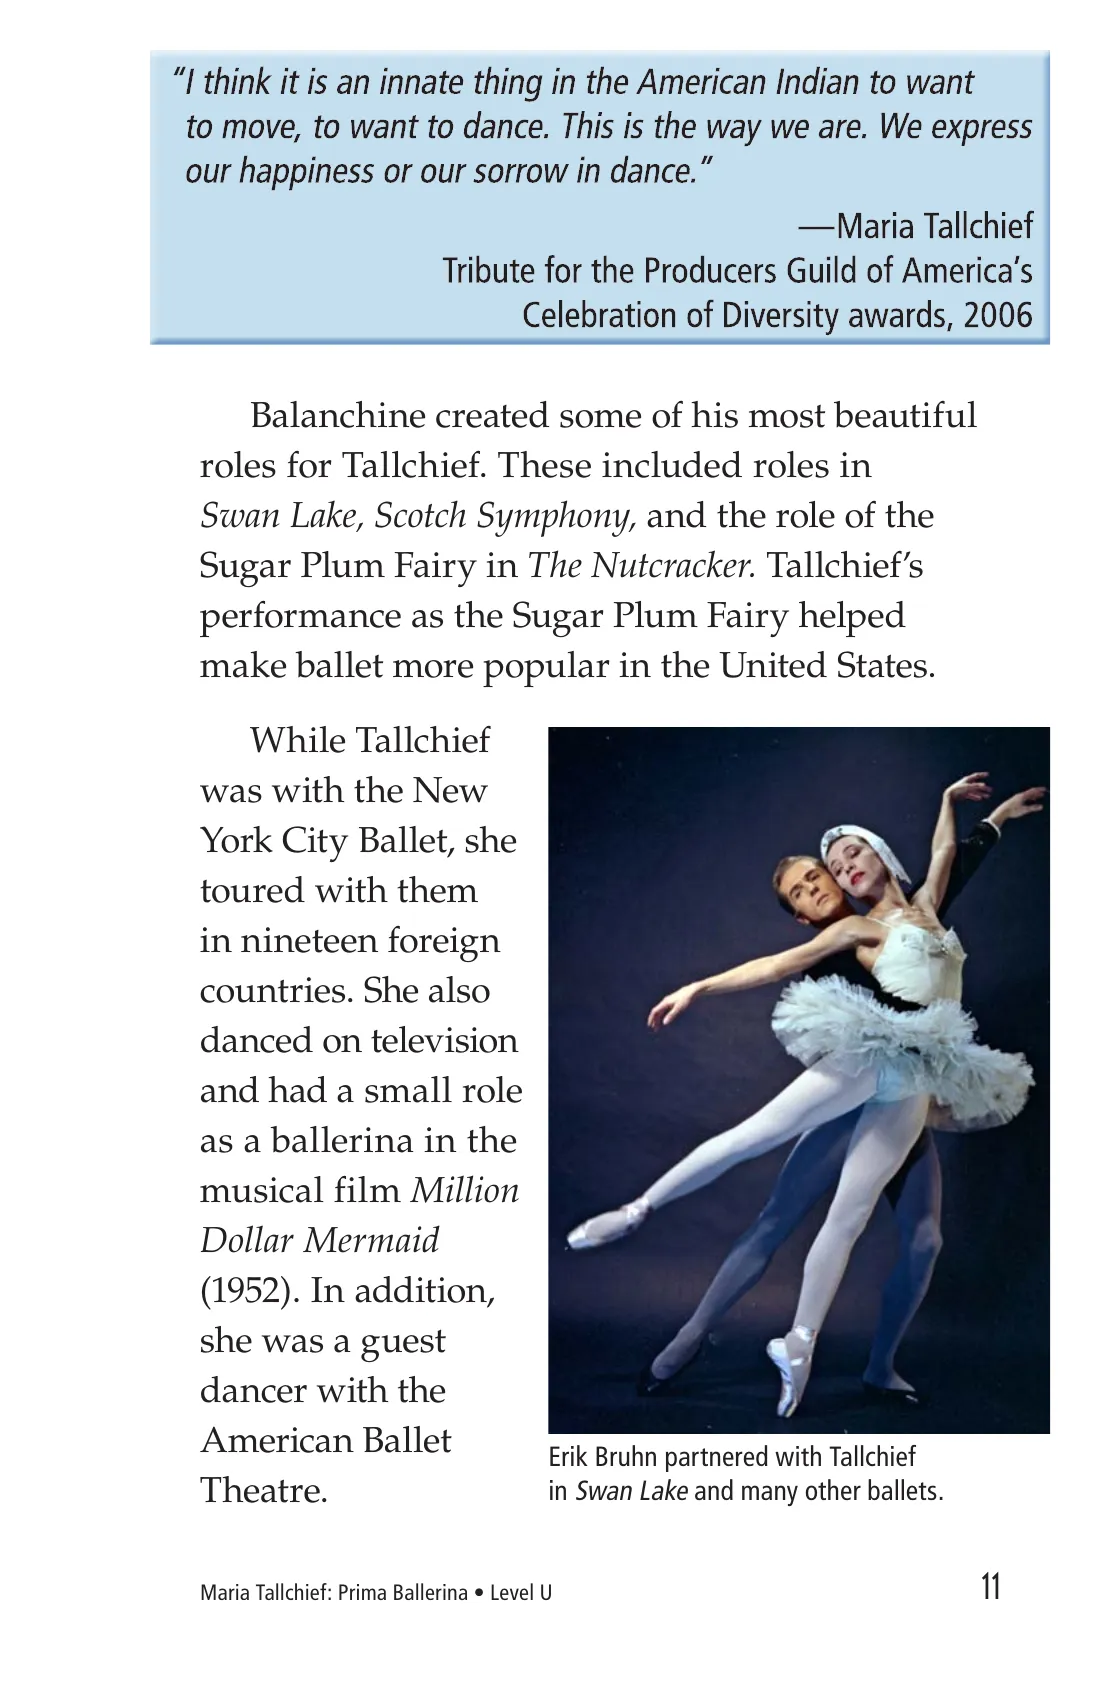 “I think it is an innate thing in the American Indian to want
to move, to want to dance. This is the way we are. We express
our happiness or our sorrow in dance.”
—Maria Tallchief
Tribute for the Producers Guild of America’s
Celebration of Diversity awards, 2006
Balanchine created some of his most beautiful
roles for Tallchief. These included roles in
Swan Lake, Scotch Symphony, and the role of the
Sugar Plum Fairy in The Nutcracker. Tallchief’s
performance as the Sugar Plum Fairy helped
make ballet more popular in the United States.
While Tallchief
was with the New
York City Ballet, she
toured with them
in nineteen foreign
countries. She also
danced on television
and had a small role
as a ballerina in the
musical film Million
Dollar Mermaid
(1952). In addition,
she was a guest
dancer with the
American Ballet
Theatre.
Erik Bruhn partnered with Tallchief
in Swan Lake and many other ballets.
Maria Tallchief: Prima Ballerina • Level U
11